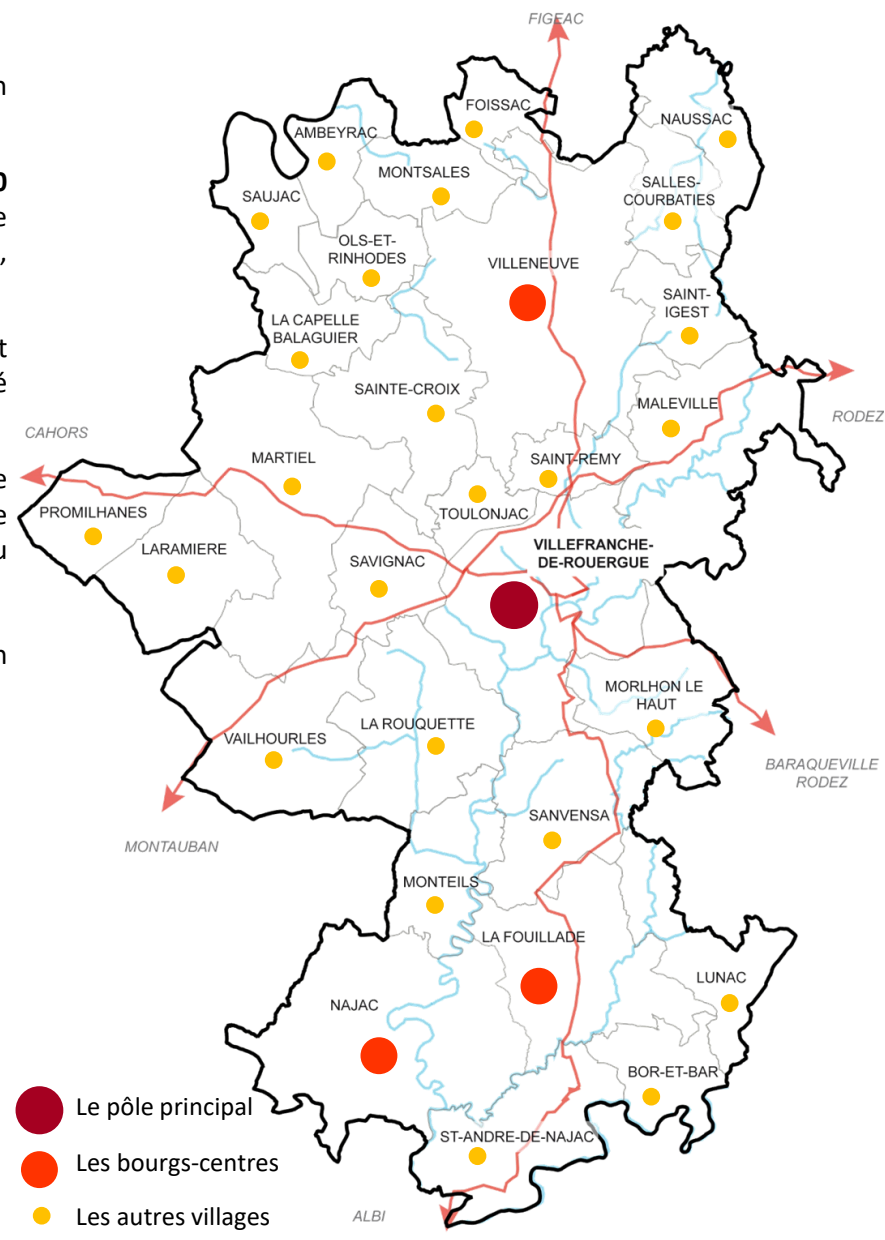 FIGEAC
n
FOISSAC
NAUSSAC
AMBEYRAC
MONTSALES
SALLES-
COURBATIES
SAUJAC
e
OLS-ET-
RINHODES
,
VILLENEUVE
SAINT-
IGEST
LA CAPELLE
BALAGUIER
t
é
SAINTE-CROIX
MALEVILLE
RODEZ
CAHORS
MARTIEL
SAINT-REMY
e
PROMILHANES
TOULONJAC
e
LARAMIERE
u
SAVIGNAC
VILLEFRANCHE-
DE-ROUERGUE
n
MORLHON LE
HAUT
LA ROUQUETTE
VAILHOURLES
BARAQUEVILLE
RODEZ
SANVENSA
MONTAUBAN
MONTEILS
LA FOUILLADE
LUNAC
NAJAC
BOR-ET-BAR
Le pôle principal
ST-ANDRE-DE-NAJAC
Les bourgs-centres
Les autres villages
ALBI